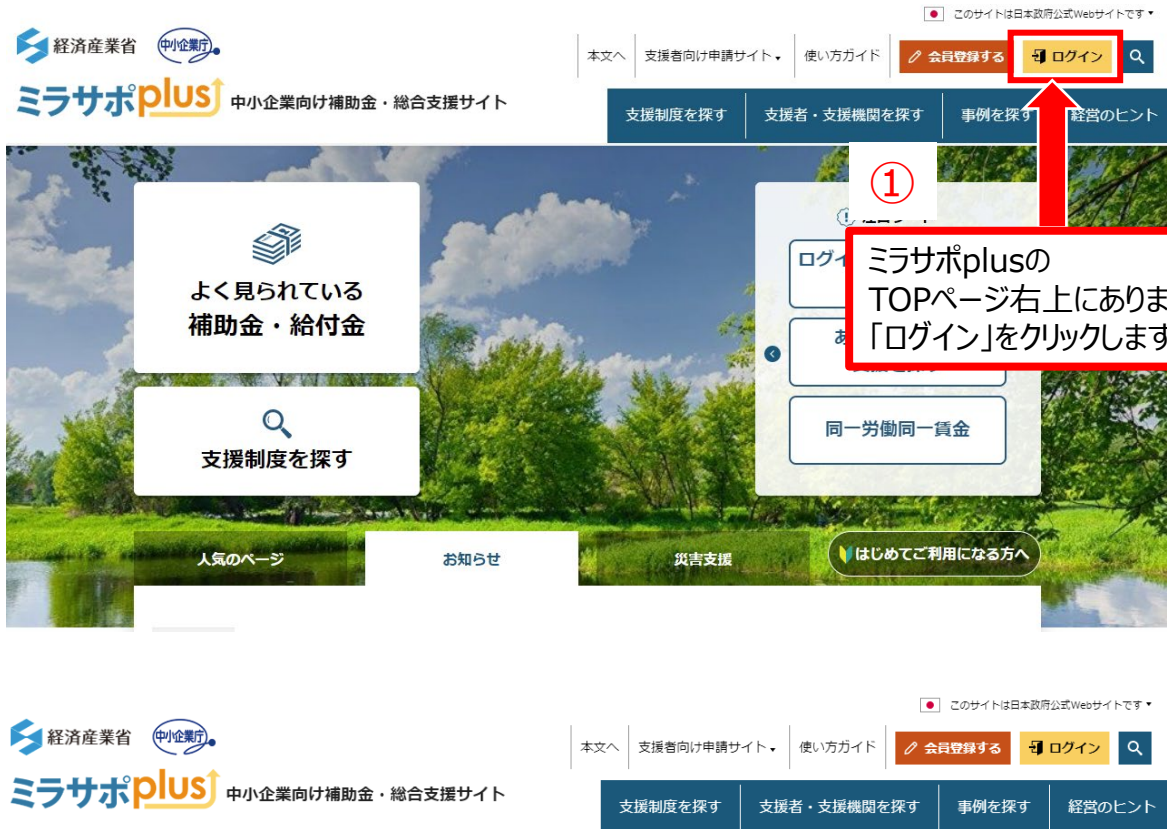 このサイトは日本政府公式Webサイトです
経済産業省 中小企業庁
本文へ 支援者向け申請サイト 使い方ガイド 会員登録する ログイン
ミラサポplus 中小企業向け補助金・総合支援サイト
支援制度を探す 支援者・支援機関を探す 事例を探す 経営のヒント
①
よく見られている
補助金・給付金
支援制度を探す
ログイ
ミラサポplusの
TOPページ右上にありま
「ログイン」をクリックします
同一労働同一賃金
人気のページ お知らせ 災害支援 はじめてご利用になる方へ
このサイトは日本政府公式Webサイトです
経済産業省 中小企業庁
本文へ 支援者向け申請サイト 使い方ガイド 会員登録する ログイン
ミラサポplus 中小企業向け補助金・総合支援サイト
支援制度を探す 支援者・支援機関を探す 事例を探す 経営のヒント